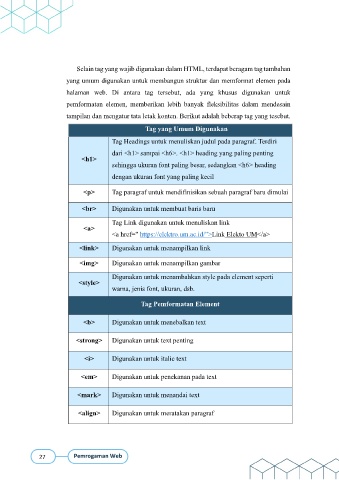 Selain tag yang wajib digunakan dalam HTML, terdapat beragam tag tambahan
yang umum digunakan untuk membangun struktur dan memformat elemen pada
halaman web. Di antara tag tersebut, ada yang khusus digunakan untuk
pemformatan elemen, memberikan lebih banyak fleksibilitas dalam mendesain
tampilan dan mengatur tata letak konten. Berikut adalah beberap tag yang tesebut.
Tag yang Umum Digunakan
<h1>
Tag Headings untuk menuliskan judul pada paragraf. Terdiri
dari <h1> sampai <h6>. <h1> heading yang paling penting
sehingga ukuran font paling besar, sedangkan <h6> heading
dengan ukuran font yang paling kecil
<p> Tag paragraf untuk mendifinisikan sebuah paragraf baru dimulai
<br> Digunakan untuk membuat baris baru
<a>
Tag Link digunakan untuk menuliskan link
<a href=" https://elektro.um.ac.id/">Link Elekto UM</a>
<link> Digunakan untuk menampilkan link
<img> Digunakan untuk menampilkan gambar
<style>
Digunakan untuk menambahkan style pada element seperti
warna, jenis font, ukuran, dsb.
Tag Pemformatan Element
<b> Digunakan untuk menebalkan text
<strong> Digunakan untuk text penting
<i> Digunakan untuk italic text
<em> Digunakan untuk penekanan pada text
<mark> Digunakan untuk menandai text
<align> Digunakan untuk meratakan paragraf
27 Pemrogaman Web